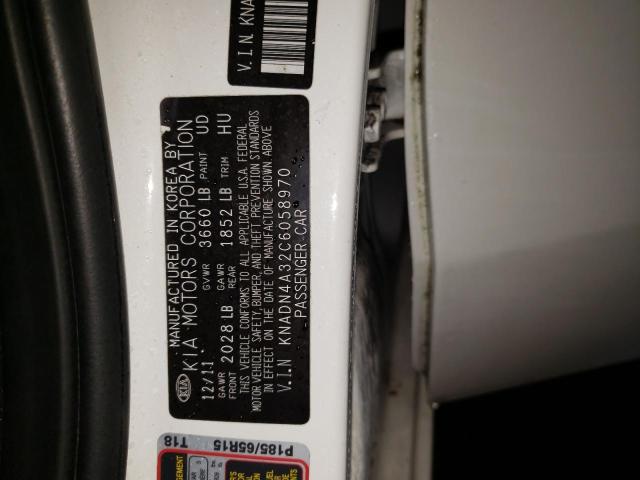 V.I.N KNA
MANUFACTURED IN KOREA BY
KIA
KIA MOTORS CORPORATION
12/11 GVWR 3660 LB PAINT UD
GAWR FRONT 2028 LB GAWR REAR 1852 LB TRIM HU
THIS VEHICLE CONFORMS TO ALL APPLICABLE U.S.A. FEDERAL
MOTOR VEHICLE SAFETY, BUMPER, AND THEFT PREVENTION STANDARDS
IN EFFECT ON THE DATE OF MANUFACTURE SHOWN ABOVE
V.I.N KNADN4A32C6058970
PASSENGER CAR
T18
P185/65R15